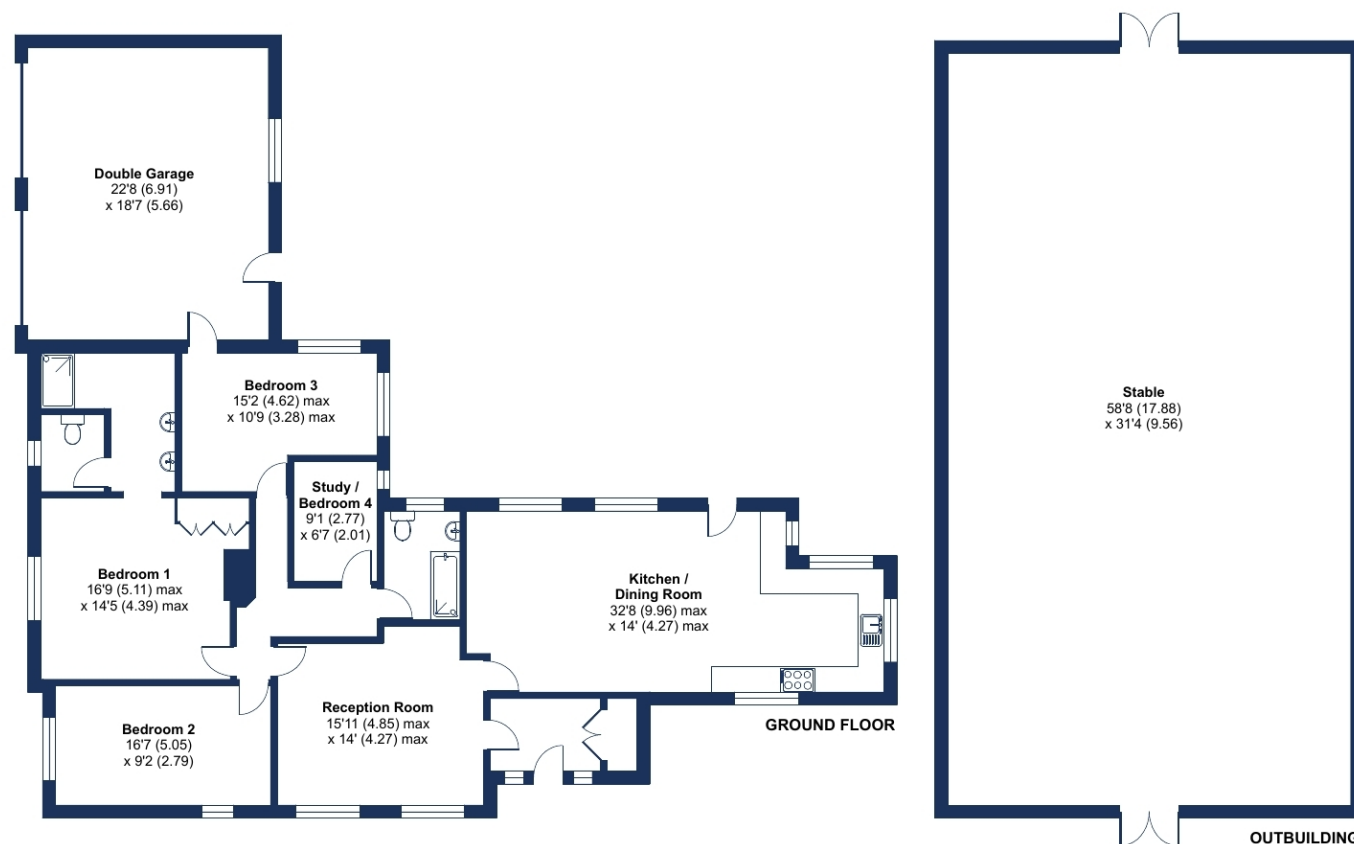 Double Garage
22'8 (6.91)
x 18'7 (5.66)
Bedroom 3
15'2 (4.62) max
x 10'9 (3.28) max
Study /
Bedroom 4
9'1 (2.77)
x 6'7 (2.01)
Bedroom 1
16'9 (5.11) max
x 14'5 (4.39) max
Kitchen /
Dining Room
32'8 (9.96) max
x 14' (4.27) max
Bedroom 2
16'7 (5.05)
x 9'2 (2.79)
Reception Room
15'11 (4.85) max
x 14' (4.27) max
GROUND FLOOR
Stable
58'8 (17.88)
x 31'4 (9.56)
OUTBUILDING